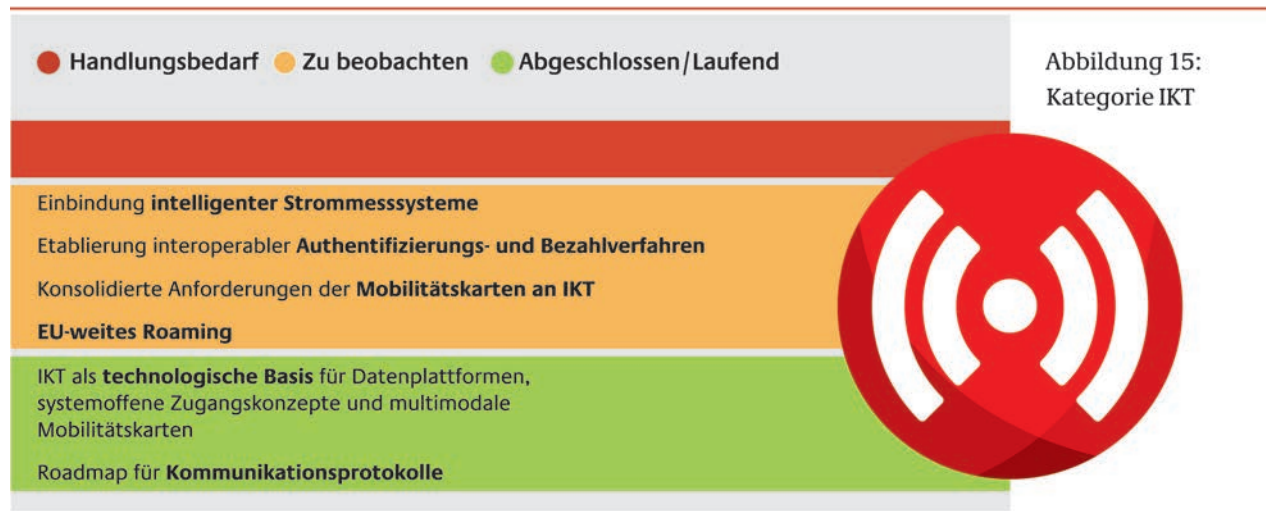 Handlungsbedarf Zu beobachten Abgeschlossen/Laufend
Abbildung 15:
Kategorie IKT
Einbindung intelligenter Strommesssysteme
Etablierung interoperabler Authentifizierungs- und Bezahlverfahren
Konsolidierte Anforderungen der Mobilitätskarten an IKT
EU-weites Roaming
IKT als technologische Basis für Datenplattformen,
systemoffene Zugangskonzepte und multimodale
Mobilitätskarten
Roadmap für Kommunikationsprotokolle